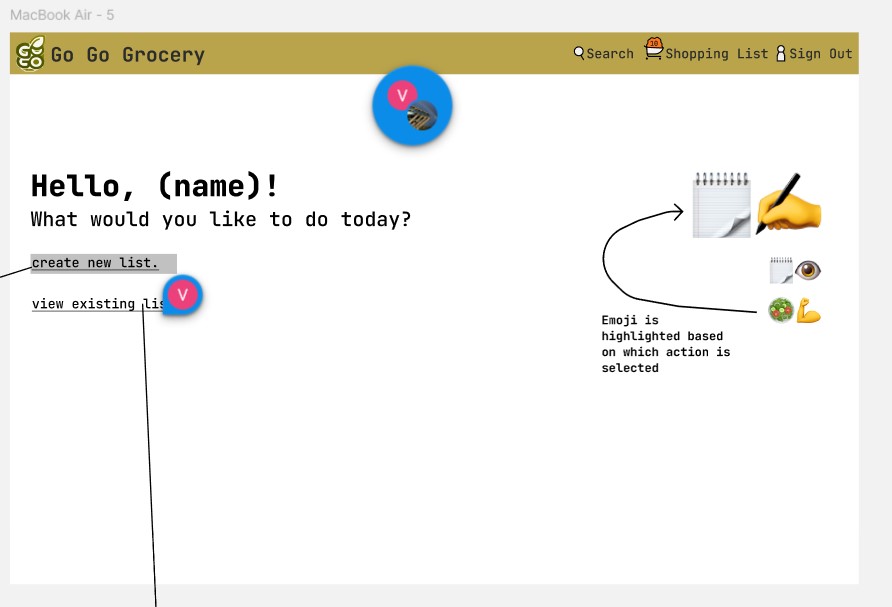 MacBook Air - 5
GO
GO
Go Go Grocery
Search
30
Shopping List
Sign Out
V
Hello, (name)!
What would you like to do today?
create new list.
view existing lis
V
Emoji is
highlighted based
on which action is
selected